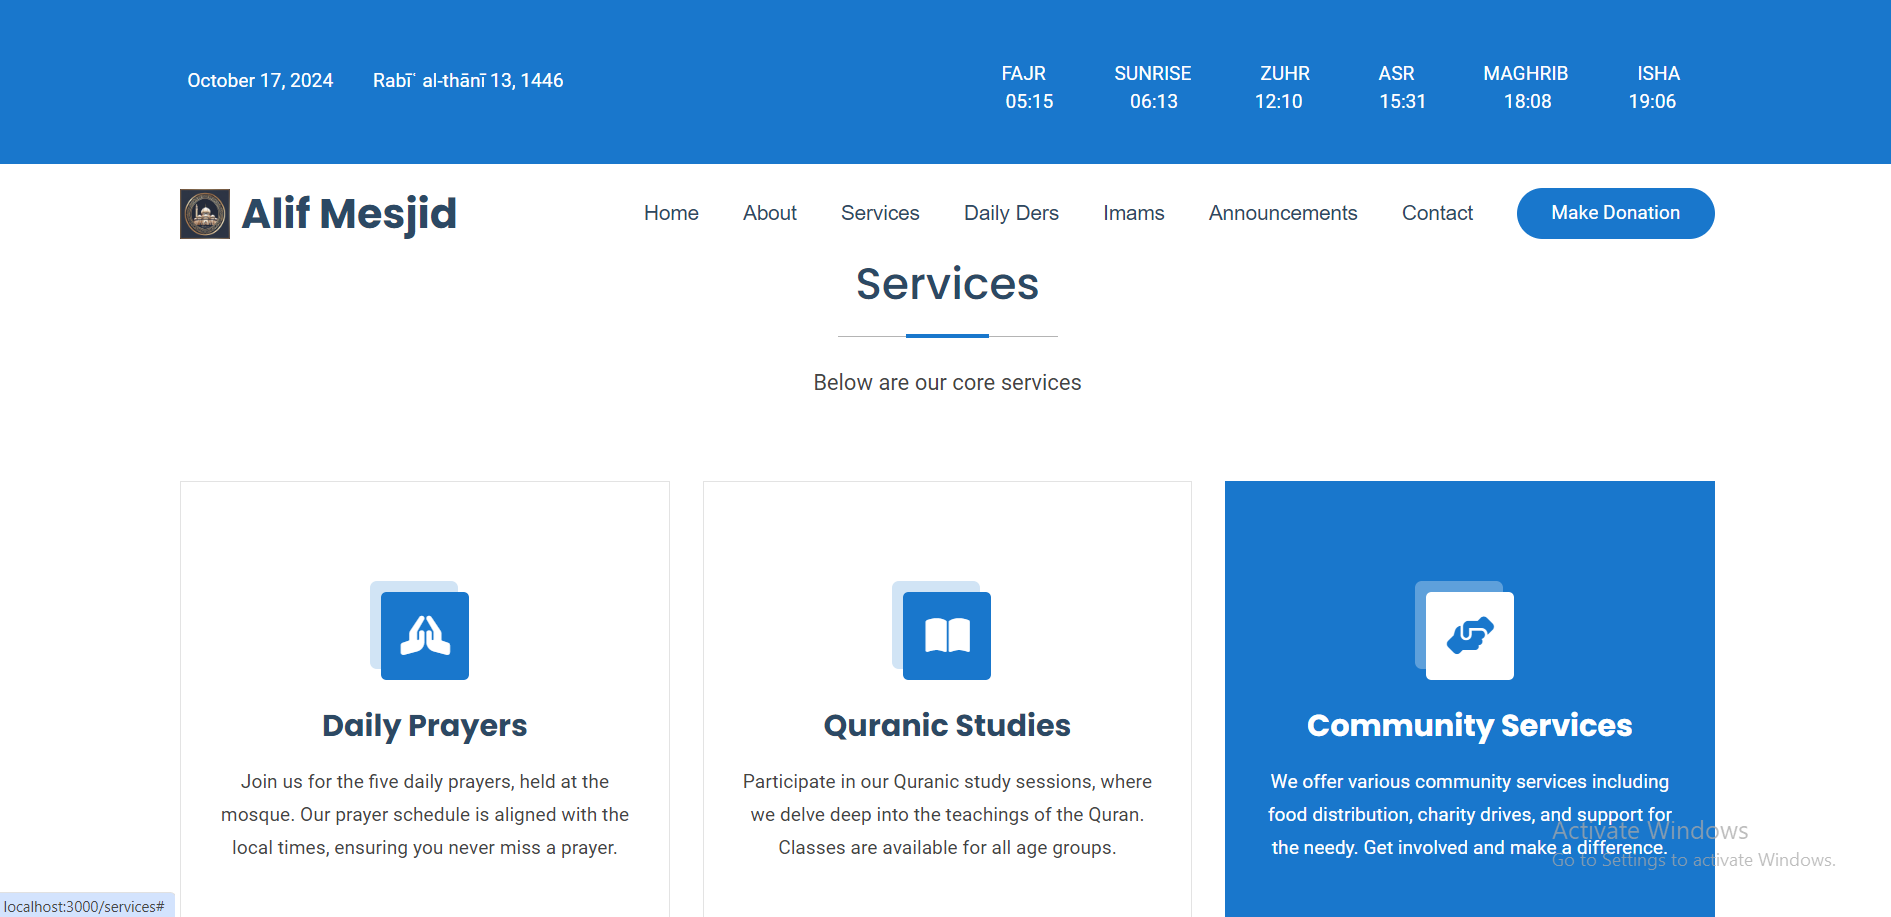 October 17, 2024 Rabīʿ al-thānī 13, 1446
FAJR SUNRISE ZUHR ASR MAGHRIB ISHA
05:15 06:13 12:10 15:31 18:08 19:06
Alif Mesjid
Home About Services Daily Ders Imams Announcements Contact Make Donation
Services
Below are our core services
Daily Prayers
Join us for the five daily prayers, held at the
mosque. Our prayer schedule is aligned with the
local times, ensuring you never miss a prayer.
Quranic Studies
Participate in our Quranic study sessions, where
we delve deep into the teachings of the Quran.
Classes are available for all age groups.
Community Services
We offer various community services including
food distribution, charity drives, and support for
the needy. Get involved and make a difference.
Activate Windows
Go to Settings to activate Windows.
localhost:3000/services#